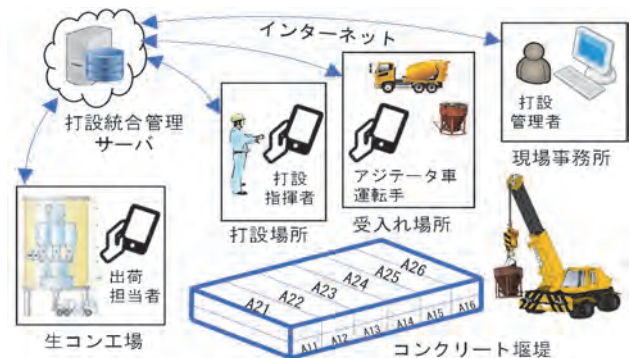 インターネット
打設統合管理
サーバ
打設
管理者
現場事務所
打設
指揮者
打設場所
アジテータ車
運転手
受入れ場所
出荷
担当者
生コン工場
A21
A22
A23
A24
A25
A26
A11
A12
A13
A14
A15
A16
コンクリート堰堤